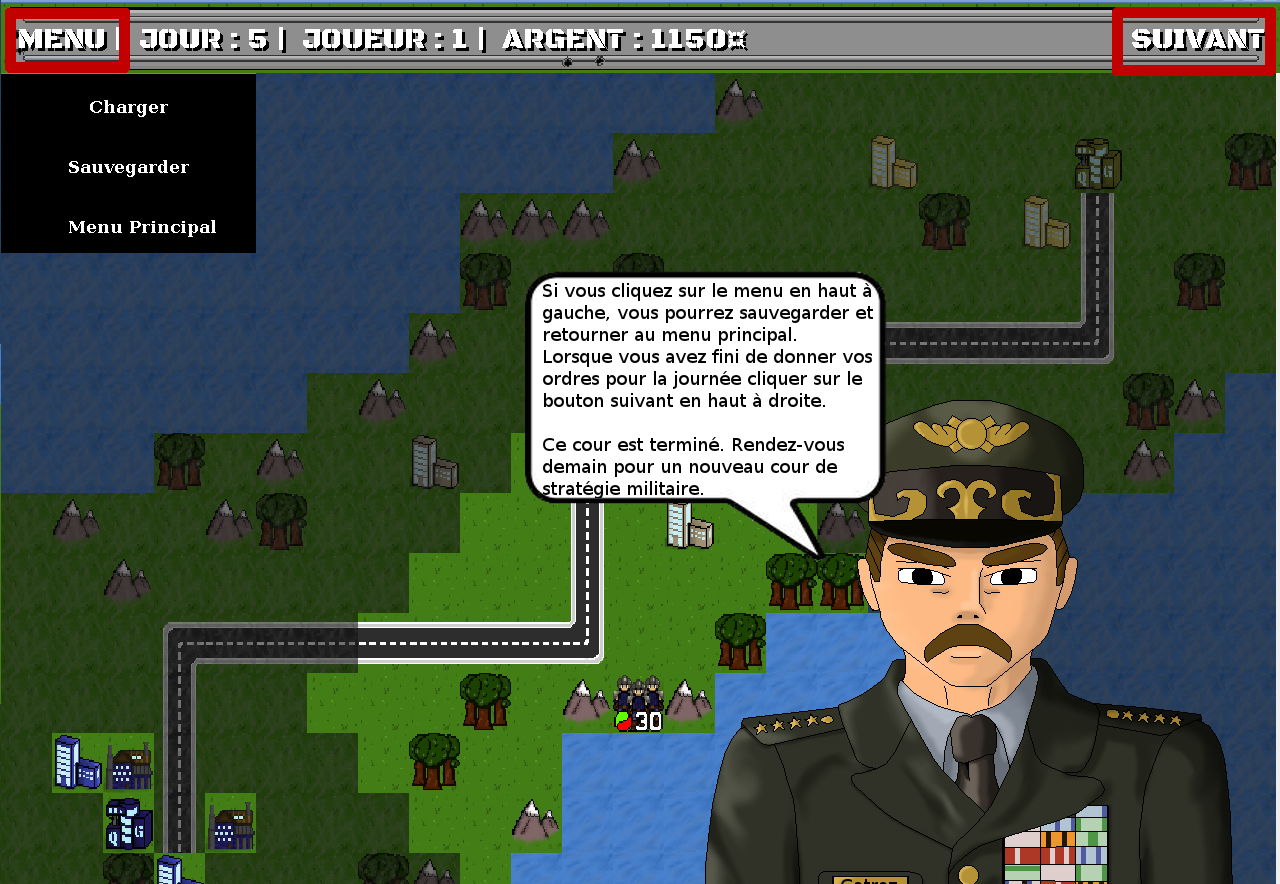 MENU | JOUR : 5 | JOUEUR : 1 | ARGENT : 1150¤ SUIVANT
Charger
Sauvegarder
Menu Principal
Si vous cliquez sur le menu en haut à
gauche, vous pourrez sauvegarder et
retourner au menu principal.
Lorsque vous avez fini de donner vos
ordres pour la journée cliquer sur le
bouton suivant en haut à droite.
Ce cour est terminé. Rendez-vous
demain pour un nouveau cour de
stratégie militaire.
30